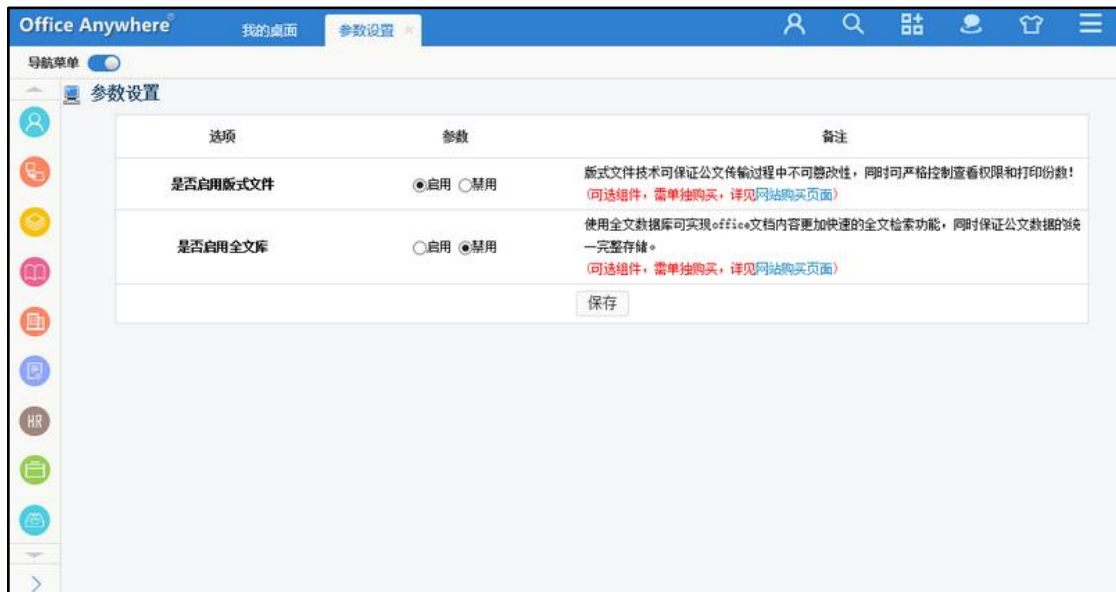 Office Anywhere
我的桌面
参数设置 ×
导航菜单
参数设置
选项 参数 备注
是否启用版式文件 启用 禁用 版式文件技术可保证公文传输过程中不可篡改性，同时可严格控制查看权限和打印份数！
（可选组件，需单独购买，详见网站购买页面）
是否启用全文库 启用 禁用 使用全文数据库可实现office文档内容更加快速的全文检索功能，同时保证公文数据的统
一完整存储。
（可选组件，需单独购买，详见网站购买页面）
保存
HR